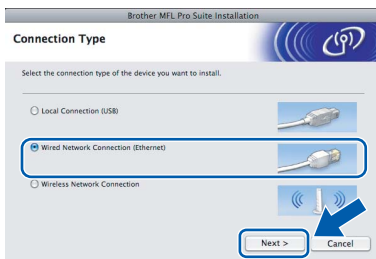 Brother MFL Pro Suite Installation
Connection Type
Select the connection type of the device you want to install.
Local Connection (USB)
Wired Network Connection (Ethernet)
Wireless Network Connection
Next >
Cancel